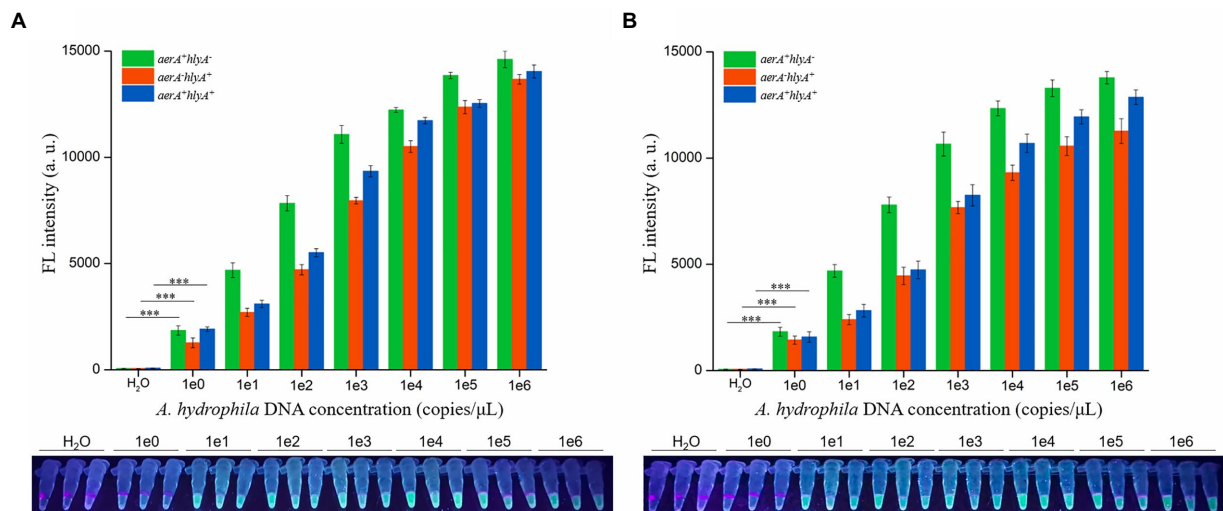 A
15000
10000
5000
0
FL intensity (a. u.)
aerA⁺hlyA⁻
aerA⁻hlyA⁺
aerA⁺hlyA⁺
***
***
***
H₂O 1e0 1e1 1e2 1e3 1e4 1e5 1e6
A. hydrophila DNA concentration (copies/μL)
H₂O 1e0 1e1 1e2 1e3 1e4 1e5 1e6
B
15000
10000
5000
0
FL intensity (a. u.)
aerA⁺hlyA⁻
aerA⁻hlyA⁺
aerA⁺hlyA⁺
***
***
***
H₂O 1e0 1e1 1e2 1e3 1e4 1e5 1e6
A. hydrophila DNA concentration (copies/μL)
H₂O 1e0 1e1 1e2 1e3 1e4 1e5 1e6